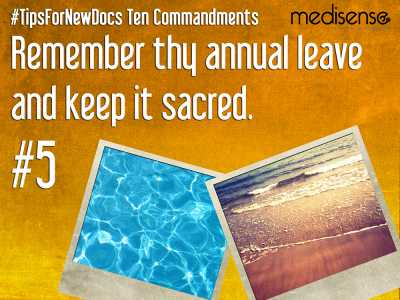 #TipsForNewDocs Ten Commandments
medisense
Remember thy annual leave
and keep it sacred.
#5